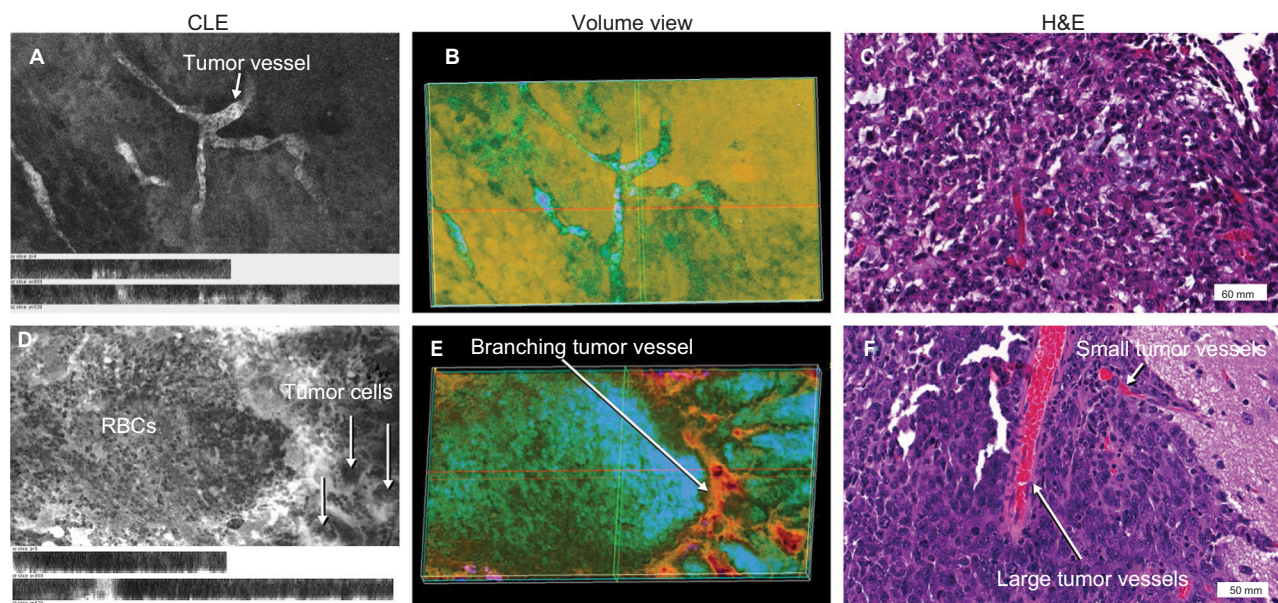 CLE
Volume view
H&E
A
Tumor vessel
B
C
60 mm
D
RBCs
Tumor cells
E
Branching tumor vessel
F
Small tumor vessels
Large tumor vessels
50 mm